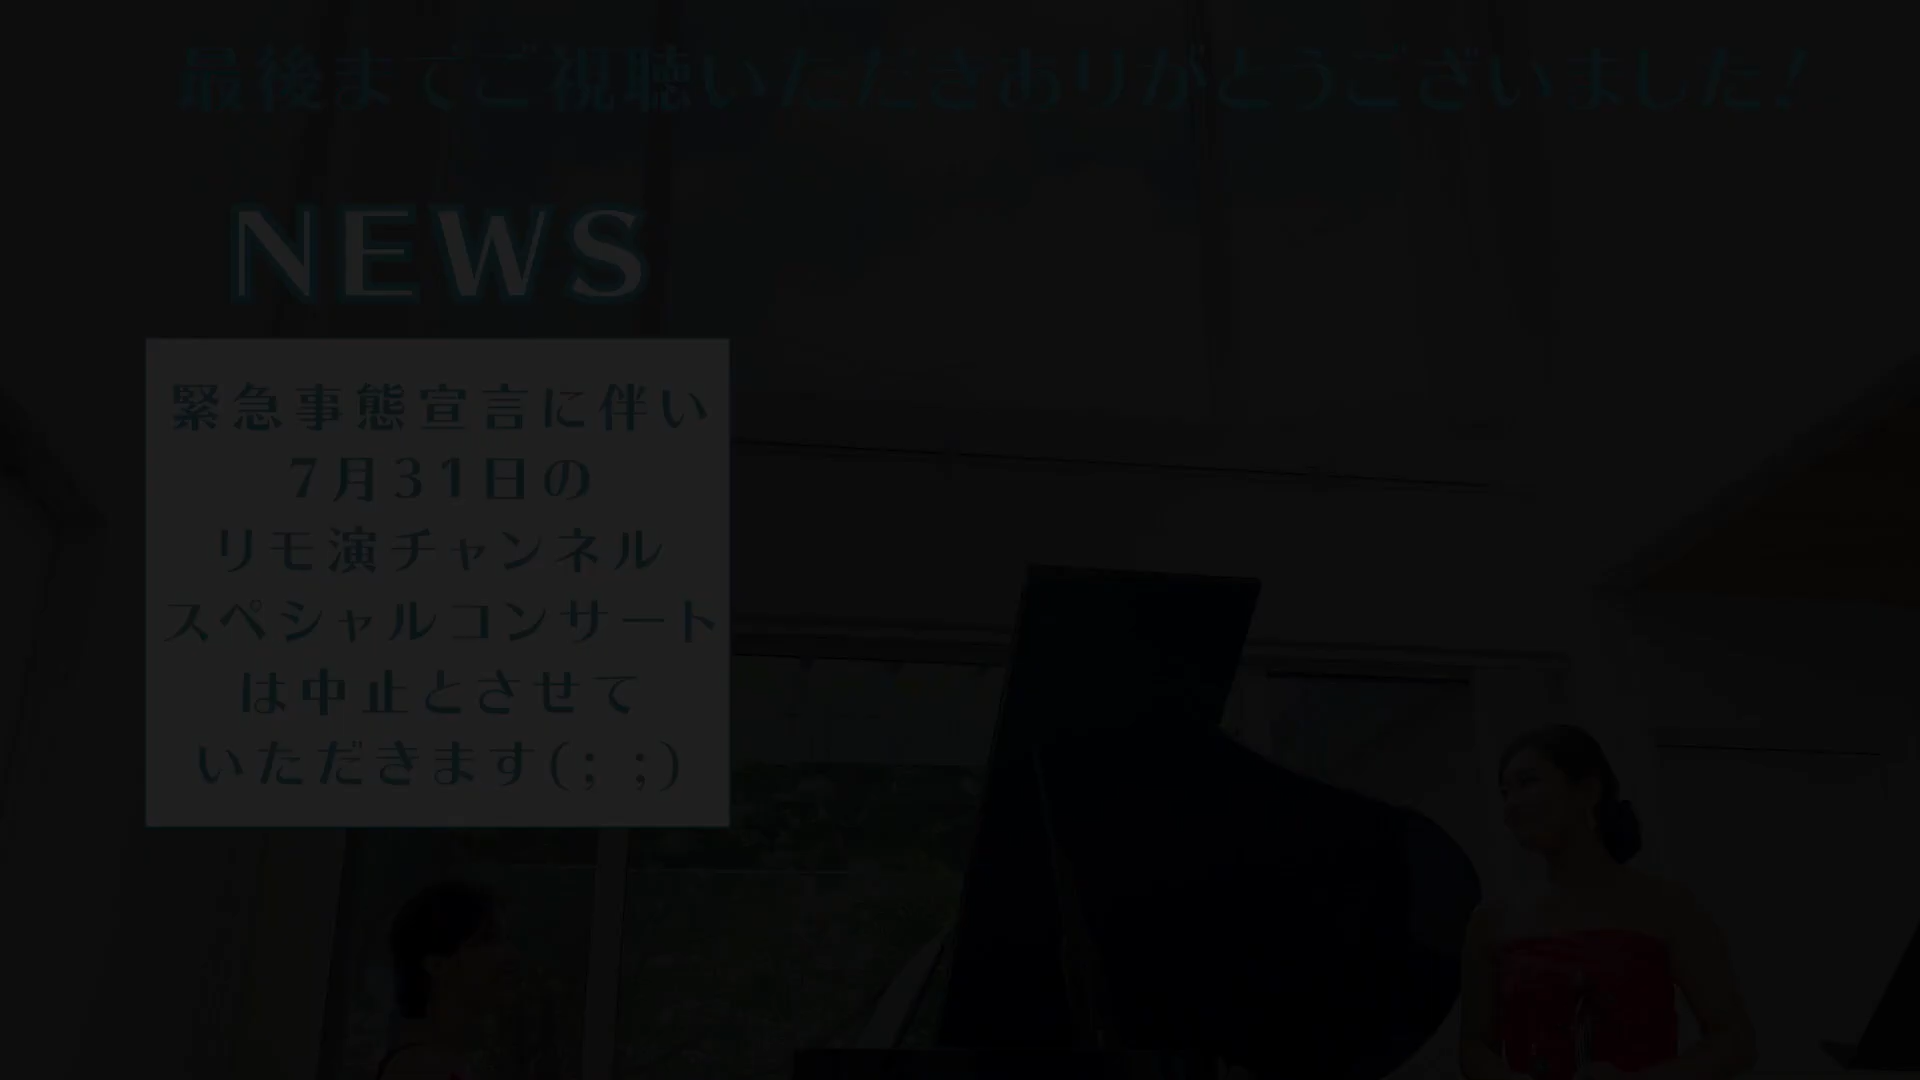 最後までご視聴いただきありがとうございました！
NEWS
緊急事態宣言に伴い
7月31日の
リモ演チャンネル
スペシャルコンサート
は中止とさせて
いただきます(; ;)